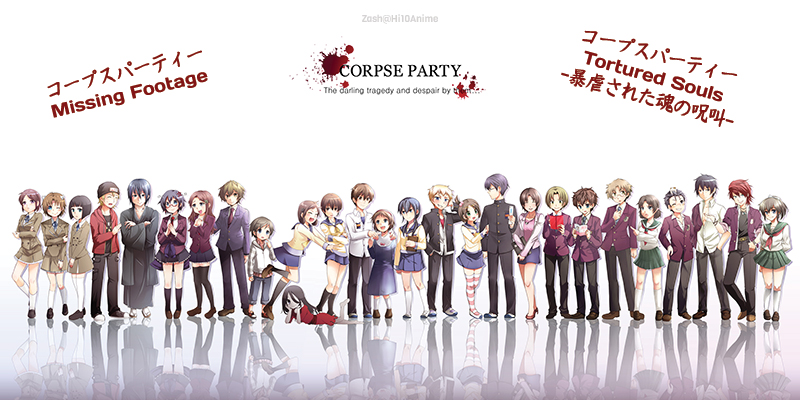 Zash@Hi10Anime
コープスパーティー
Missing Footage
CORPSE PARTY
The darling tragedy and despair by
コープスパーティー
Tortured Souls
-暴虐された魂の呪叫-